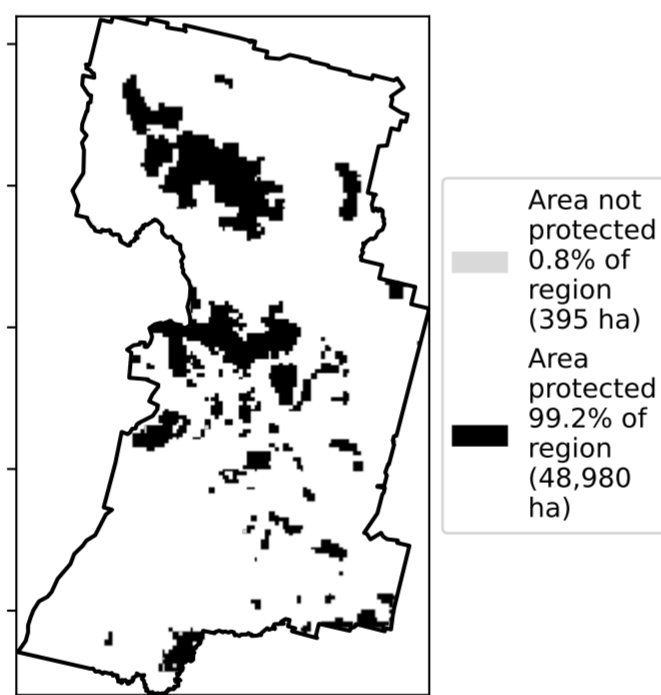 Area not
protected
0.8% of
region
(395 ha)
Area
protected
99.2% of
region
(48,980
ha)